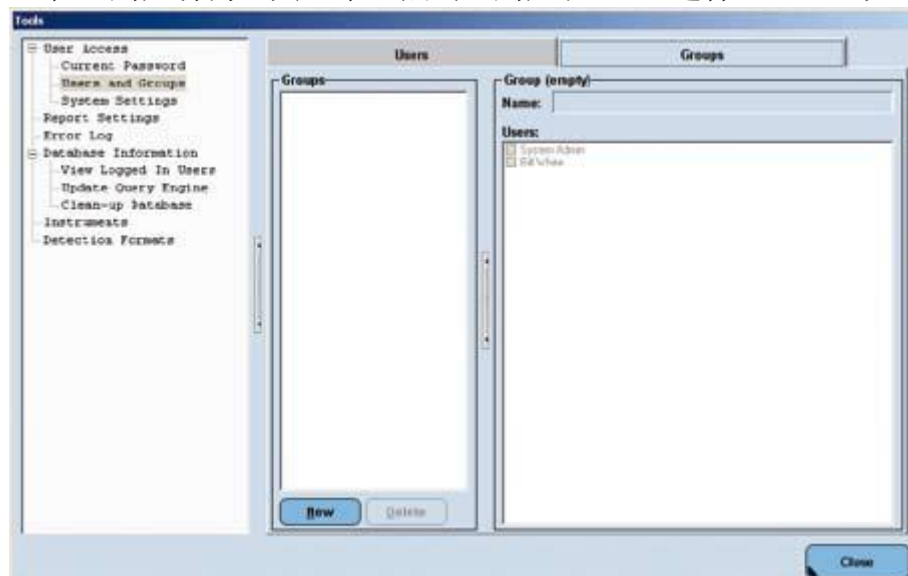 Tools
User Access
Current Password
Users and Groups
System Settings
Report Settings
Error Log
Database Information
View Logged In Users
Update Query Engine
Clean-up Database
Instruments
Detection Formats
Users
Groups
Groups
New
Delete
Group (empty)
Name:
Users:
System Admin
Bill White
Close